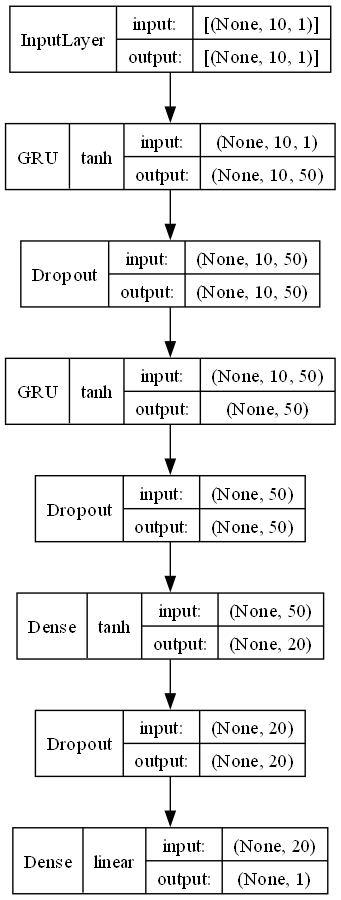 InputLayer input: [(None, 10, 1)]
output: [(None, 10, 1)]
GRU tanh input: (None, 10, 1)
output: (None, 10, 50)
Dropout input: (None, 10, 50)
output: (None, 10, 50)
GRU tanh input: (None, 10, 50)
output: (None, 50)
Dropout input: (None, 50)
output: (None, 50)
Dense tanh input: (None, 50)
output: (None, 20)
Dropout input: (None, 20)
output: (None, 20)
Dense linear input: (None, 20)
output: (None, 1)